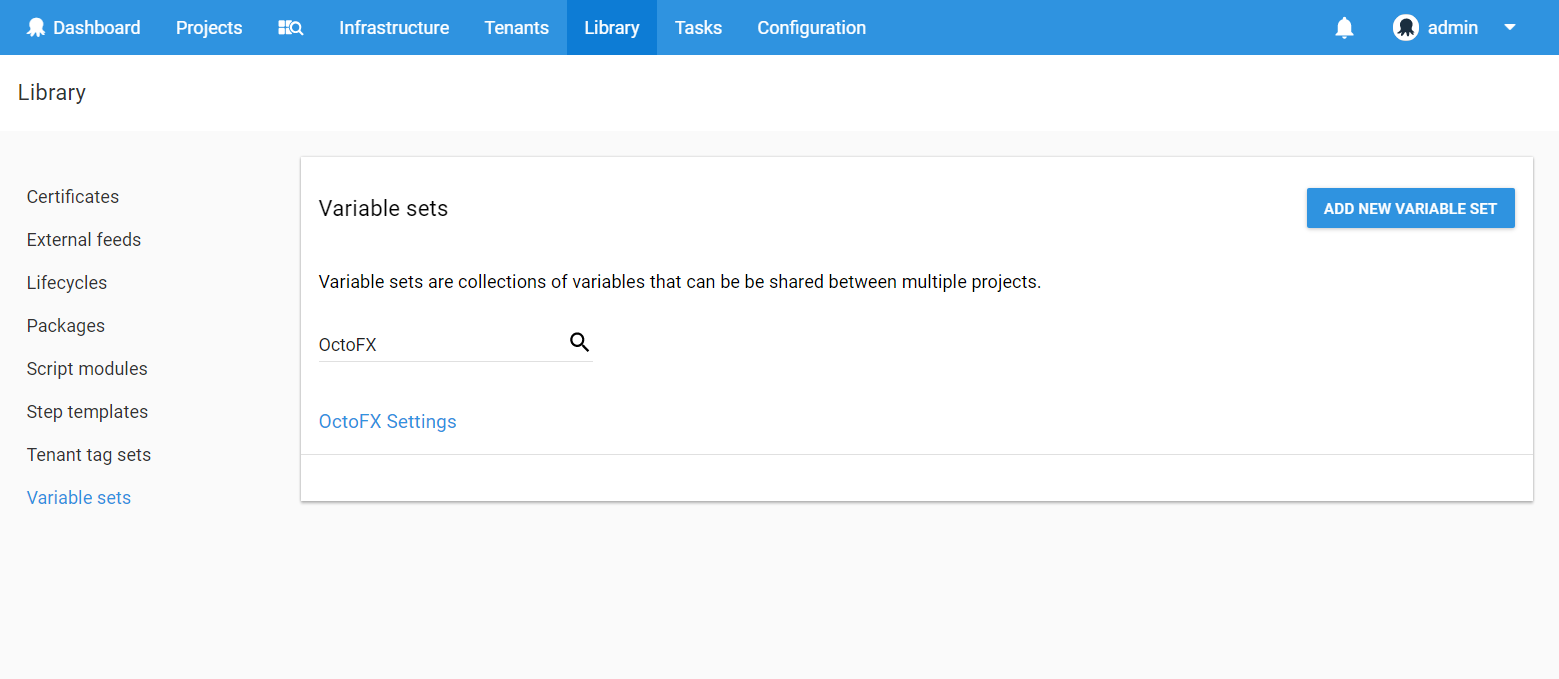 Dashboard Projects Infrastructure Tenants Library Tasks Configuration admin
Library
Certificates
External feeds
Lifecycles
Packages
Script modules
Step templates
Tenant tag sets
Variable sets
Variable sets
ADD NEW VARIABLE SET
Variable sets are collections of variables that can be be shared between multiple projects.
OctoFX
OctoFX Settings